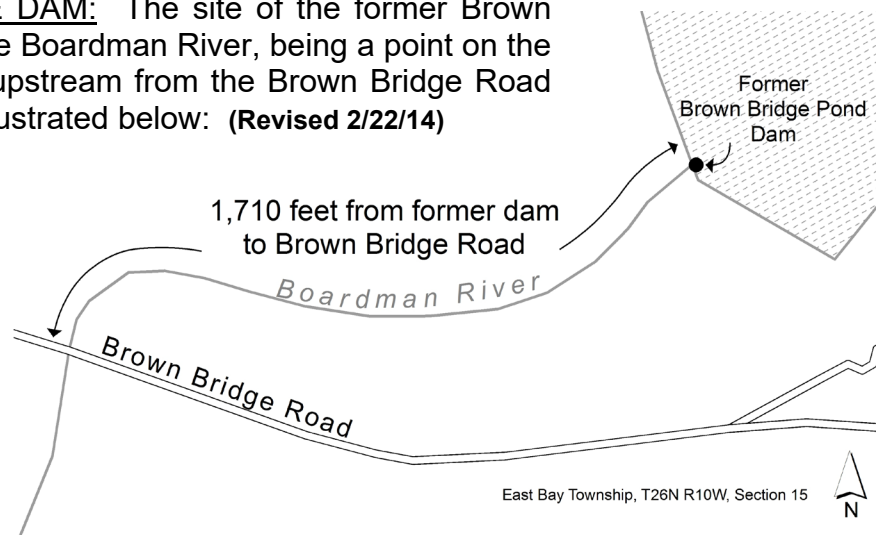 DAM: The site of the former Brown
Boardman River, being a point on the
upstream from the Brown Bridge Road
below: (Revised 2/22/14)
Former
Brown Bridge Pond
Dam
1,710 feet from former dam
to Brown Bridge Road
Boardman River
Brown Bridge Road
East Bay Township, T26N R10W, Section 15
N